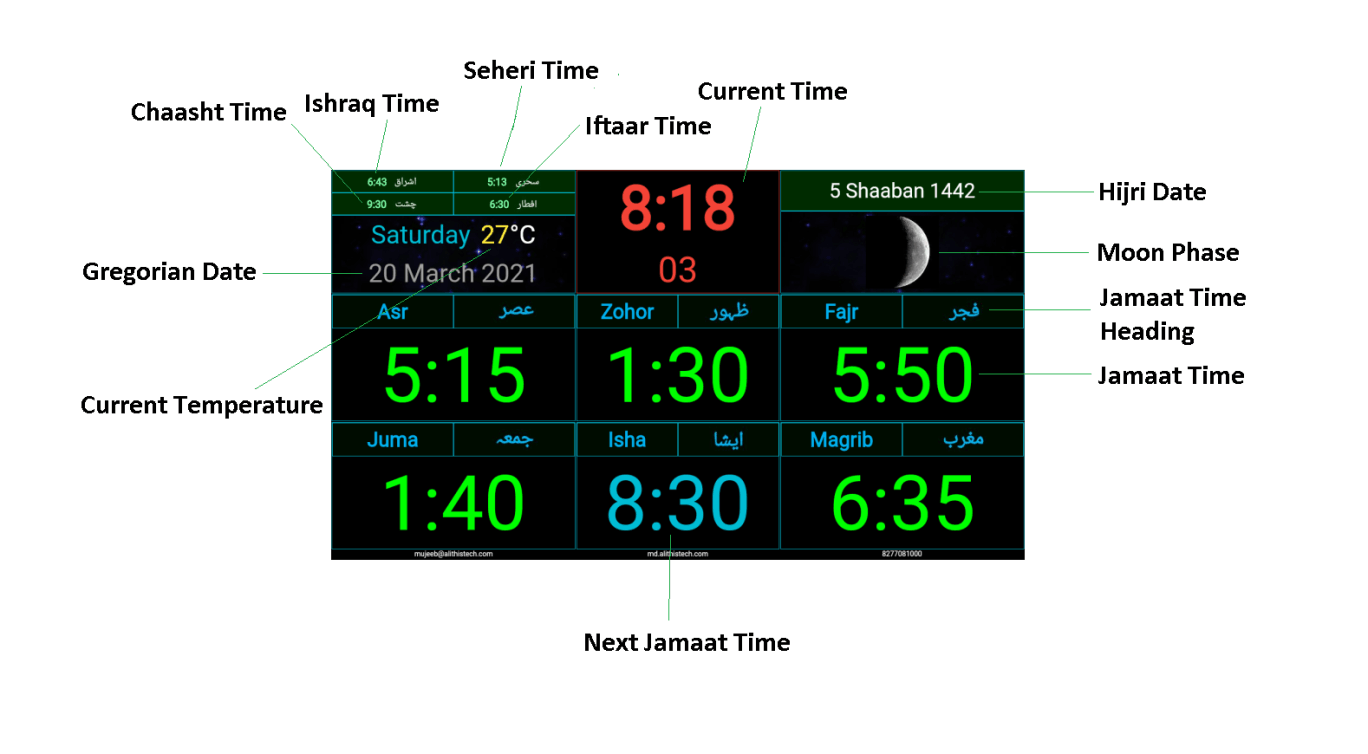 Seheri Time
Current Time
Chaasht Time
Ishraq Time
Iftaar Time
6:43 اشراق
5:13 سحري
9:30 چشت
6:30 افطار
8:18
03
5 Shaaban 1442
Hijri Date
Saturday 27°C
20 March 2021
Gregorian Date
Moon Phase
Jamaat Time
Heading
Asr عصر
Zohor ظہور
Fajr فجر
5:15
1:30
5:50
Jamaat Time
Current Temperature
Juma جمعہ
Isha ایشا
Magrib مغرب
1:40
8:30
6:35
mujeeb@alithistech.com
md.alithistech.com
8277081000
Next Jamaat Time